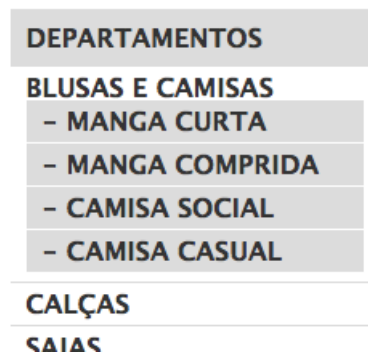 DEPARTAMENTOS
BLUSAS E CAMISAS
– MANGA CURTA
– MANGA COMPRIDA
– CAMISA SOCIAL
– CAMISA CASUAL
CALÇAS
SAIAS